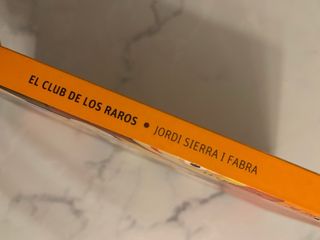 EL CLUB DE LOS RAROS • JORDI SIERRA I FABRA